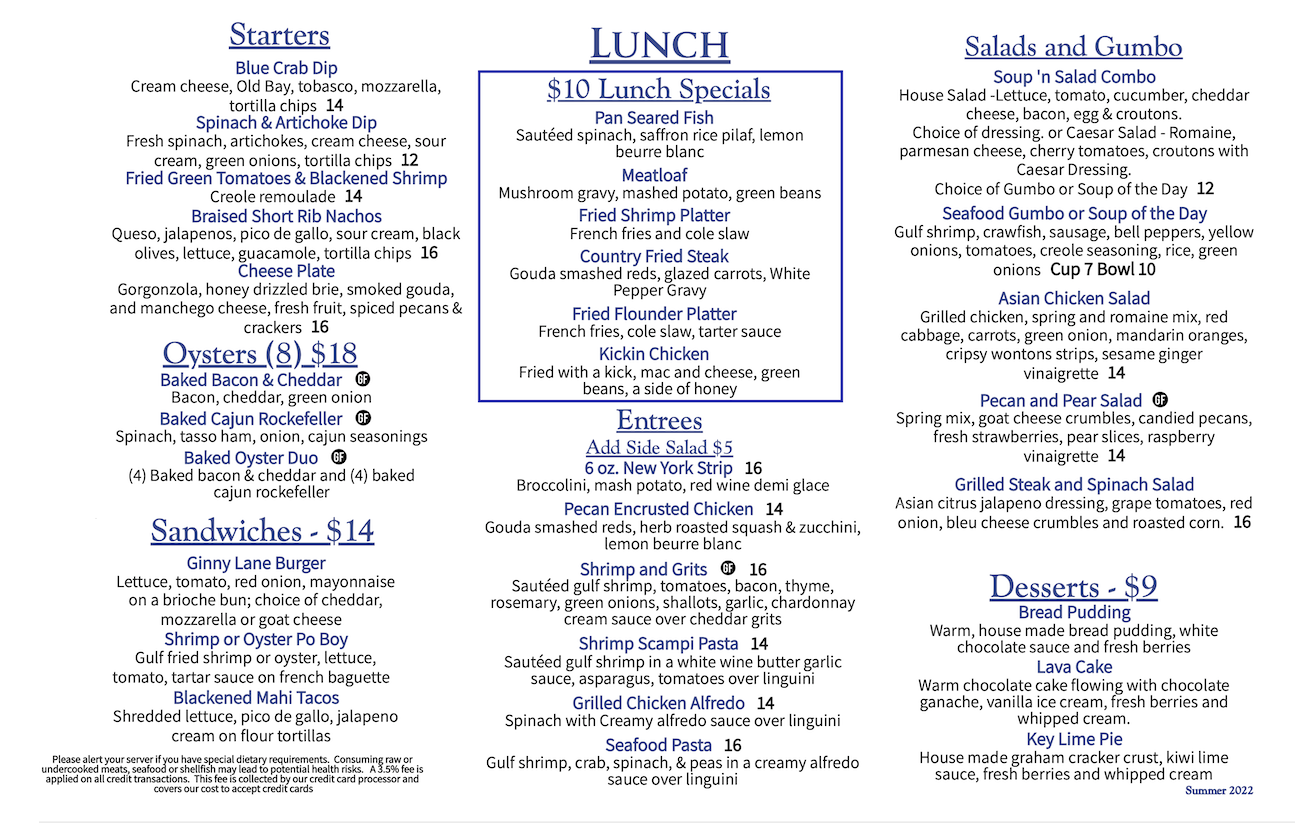 Starters
Blue Crab Dip
Cream cheese, Old Bay, tobasco, mozzarella,
tortilla chips 14
Spinach & Artichoke Dip
Fresh spinach, artichokes, cream cheese, sour
cream, green onions, tortilla chips 12
Fried Green Tomatoes & Blackened Shrimp
Creole remoulade 14
Braised Short Rib Nachos
Queso, jalapenos, pico de gallo, sour cream, black
olives, lettuce, guacamole, tortilla chips 16
Cheese Plate
Gorgonzola, honey drizzled brie, smoked gouda,
and manchego cheese, fresh fruit, spiced pecans &
crackers 16
Oysters (8) $18
Baked Bacon & Cheddar GF
Bacon, cheddar, green onion
Baked Cajun Rockefeller GF
Spinach, tasso ham, onion, cajun seasonings
Baked Oyster Duo GF
(4) Baked bacon & cheddar and (4) baked
cajun rockefeller
Sandwiches - $14
Ginny Lane Burger
Lettuce, tomato, red onion, mayonnaise
on a brioche bun; choice of cheddar,
mozzarella or goat cheese
Shrimp or Oyster Po Boy
Gulf fried shrimp or oyster, lettuce,
tomato, tartar sauce on french baguette
Blackened Mahi Tacos
Shredded lettuce, pico de gallo, jalapeno
cream on flour tortillas
Please alert your server if you have special dietary requirements. Consuming raw or
undercooked meats, seafood or shellfish may lead to potential health risks. A 3.5% fee is
applied on all credit transactions. This fee is collected by our credit card processor and
covers our cost to accept credit cards
LUNCH
$10 Lunch Specials
Pan Seared Fish
Sautéed spinach, saffron rice pilaf, lemon
beurre blanc
Meatloaf
Mushroom gravy, mashed potato, green beans
Fried Shrimp Platter
French fries and cole slaw
Country Fried Steak
Gouda smashed reds, glazed carrots, White
Pepper Gravy
Fried Flounder Platter
French fries, cole slaw, tarter sauce
Kickin Chicken
Fried with a kick, mac and cheese, green
beans, a side of honey
Entrees
Add Side Salad $5
6 oz. New York Strip 16
Broccolini, mash potato, red wine demi glace
Pecan Encrusted Chicken 14
Gouda smashed reds, herb roasted squash & zucchini,
lemon beurre blanc
Shrimp and Grits GF 16
Sautéed gulf shrimp, tomatoes, bacon, thyme,
rosemary, green onions, shallots, garlic, chardonnay
cream sauce over cheddar grits
Shrimp Scampi Pasta 14
Sautéed gulf shrimp in a white wine butter garlic
sauce, asparagus, tomatoes over linguini
Grilled Chicken Alfredo 14
Spinach with Creamy alfredo sauce over linguini
Seafood Pasta 16
Gulf shrimp, crab, spinach, & peas in a creamy alfredo
sauce over linguini
Salads and Gumbo
Soup 'n Salad Combo
House Salad -Lettuce, tomato, cucumber, cheddar
cheese, bacon, egg & croutons.
Choice of dressing. or Caesar Salad - Romaine,
parmesan cheese, cherry tomatoes, croutons with
Caesar Dressing.
Choice of Gumbo or Soup of the Day 12
Seafood Gumbo or Soup of the Day
Gulf shrimp, crawfish, sausage, bell peppers, yellow
onions, tomatoes, creole seasoning, rice, green
onions Cup 7 Bowl 10
Asian Chicken Salad
Grilled chicken, spring and romaine mix, red
cabbage, carrots, green onion, mandarin oranges,
cripsy wontons strips, sesame ginger
vinaigrette 14
Pecan and Pear Salad GF
Spring mix, goat cheese crumbles, candied pecans,
fresh strawberries, pear slices, raspberry
vinaigrette 14
Grilled Steak and Spinach Salad
Asian citrus jalapeno dressing, grape tomatoes, red
onion, bleu cheese crumbles and roasted corn. 16
Desserts - $9
Bread Pudding
Warm, house made bread pudding, white
chocolate sauce and fresh berries
Lava Cake
Warm chocolate cake flowing with chocolate
ganache, vanilla ice cream, fresh berries and
whipped cream.
Key Lime Pie
House made graham cracker crust, kiwi lime
sauce, fresh berries and whipped cream
Summer 2022